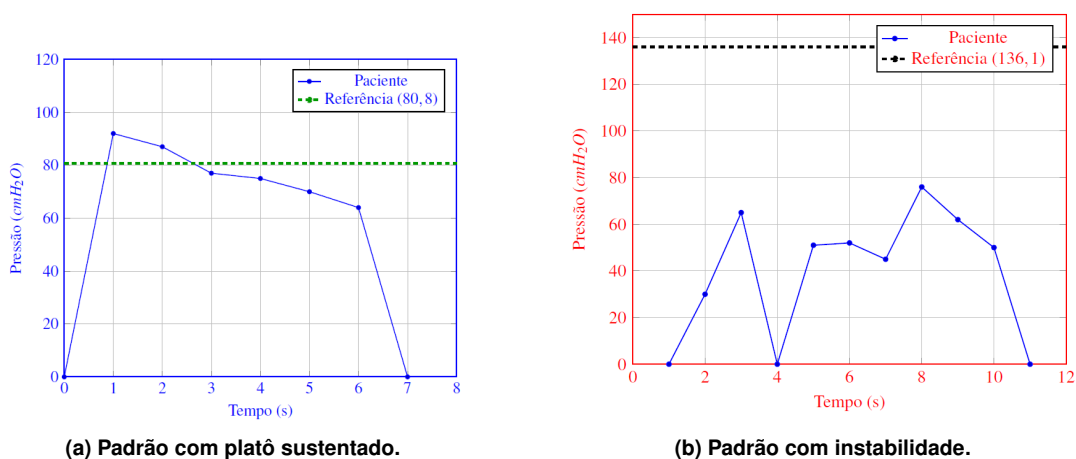 120
100
80
60
40
20
0
Pressão (cmH₂O)
0 1 2 3 4 5 6 7 8
Tempo (s)
Paciente
Referência (80, 8)
(a) Padrão com platô sustentado.
140
120
100
80
60
40
20
0
Pressão (cmH₂O)
0 2 4 6 8 10 12
Tempo (s)
Paciente
Referência (136, 1)
(b) Padrão com instabilidade.